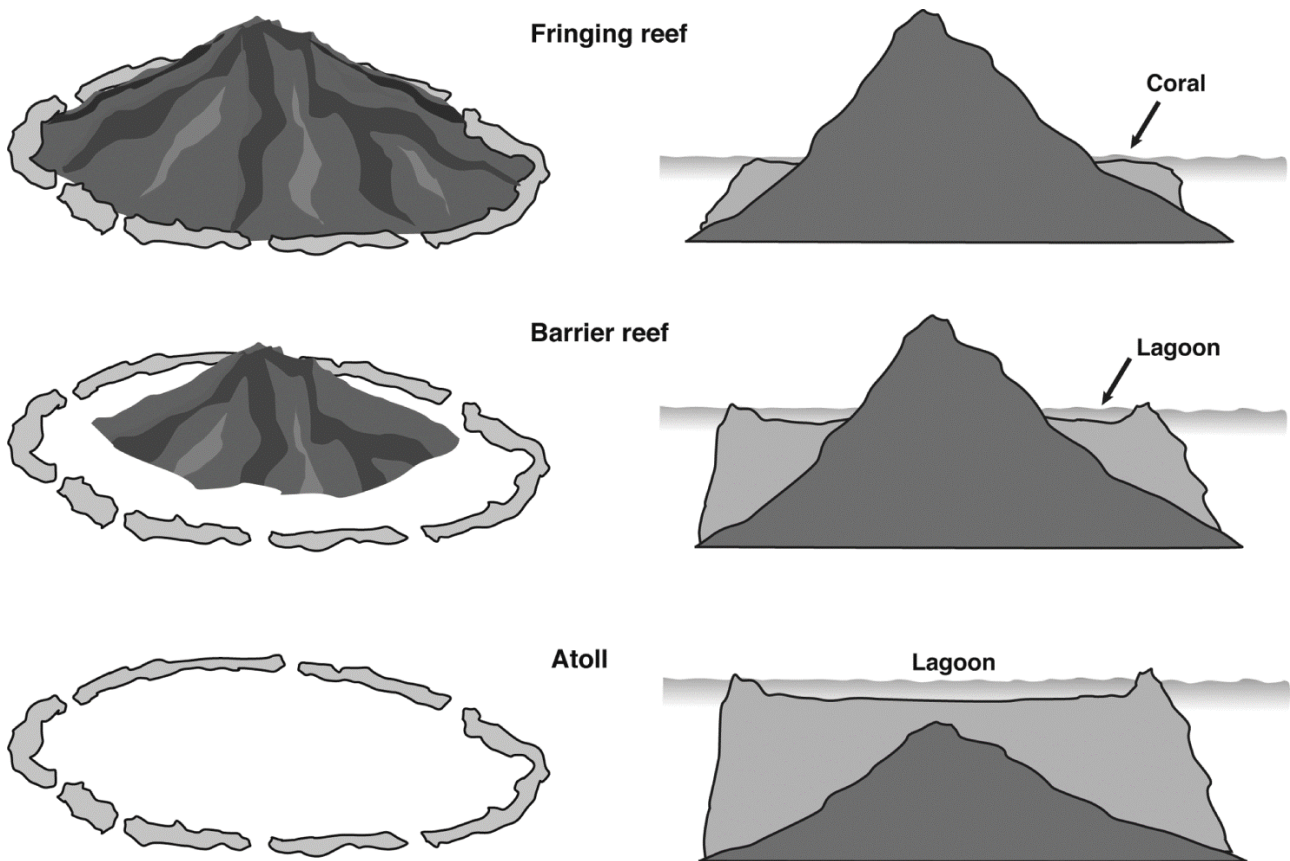 Fringing reef
Coral
Barrier reef
Lagoon
Atoll
Lagoon